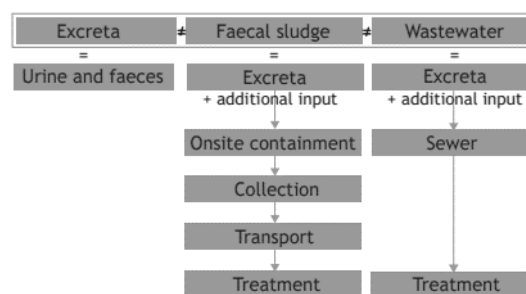 Excreta ≠ Faecal sludge ≠ Wastewater
= = =
Urine and faeces Excreta Excreta
+ additional input + additional input
Onsite containment Sewer
Collection
Transport
Treatment Treatment